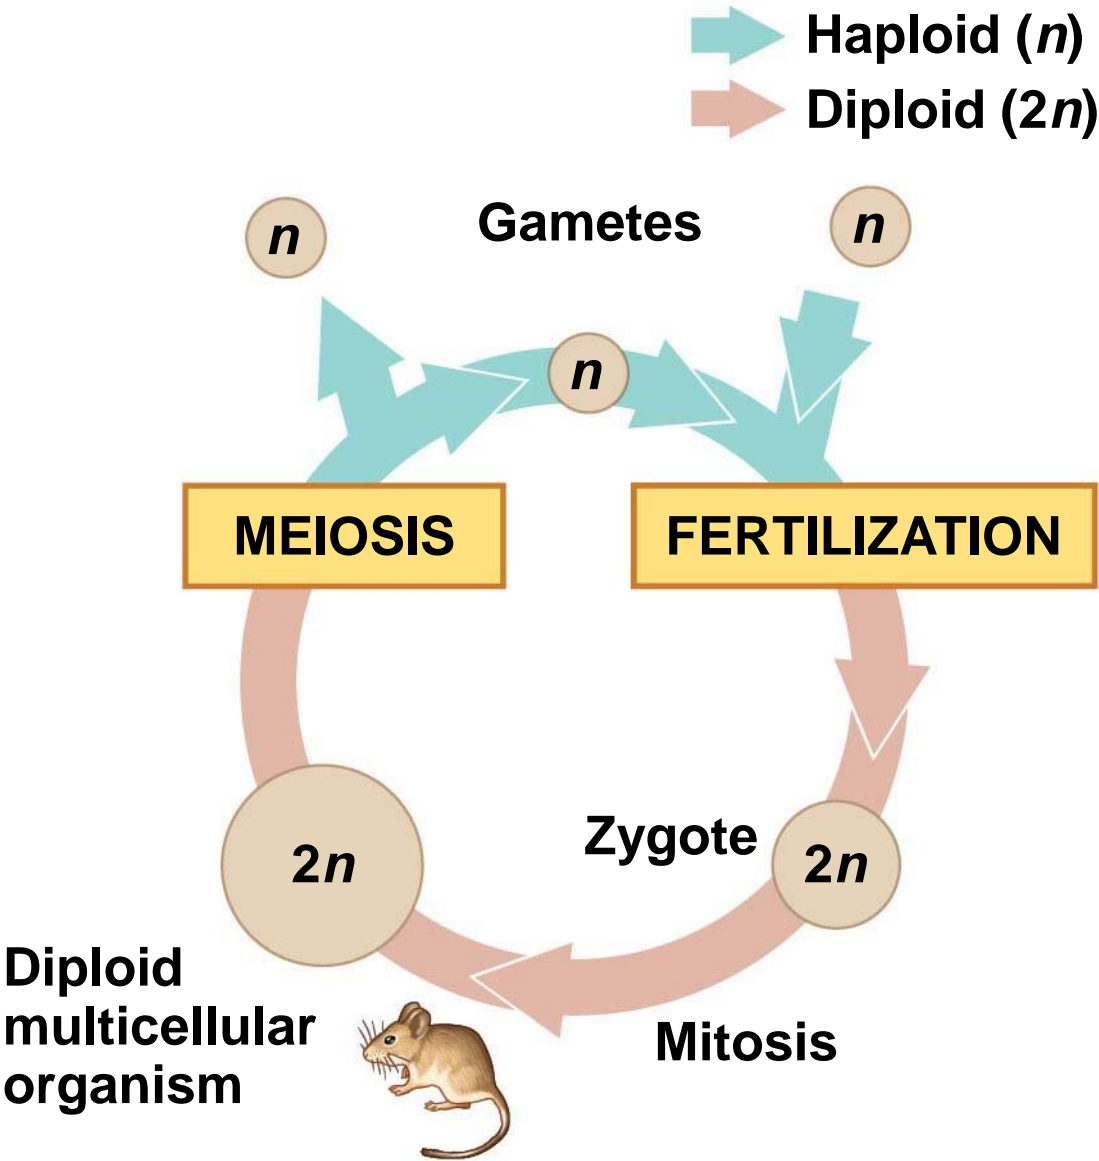 Haploid (n)
Diploid (2n)
n
Gametes
n
n
MEIOSIS
FERTILIZATION
Zygote
2n
2n
Diploid
multicellular
organism
Mitosis